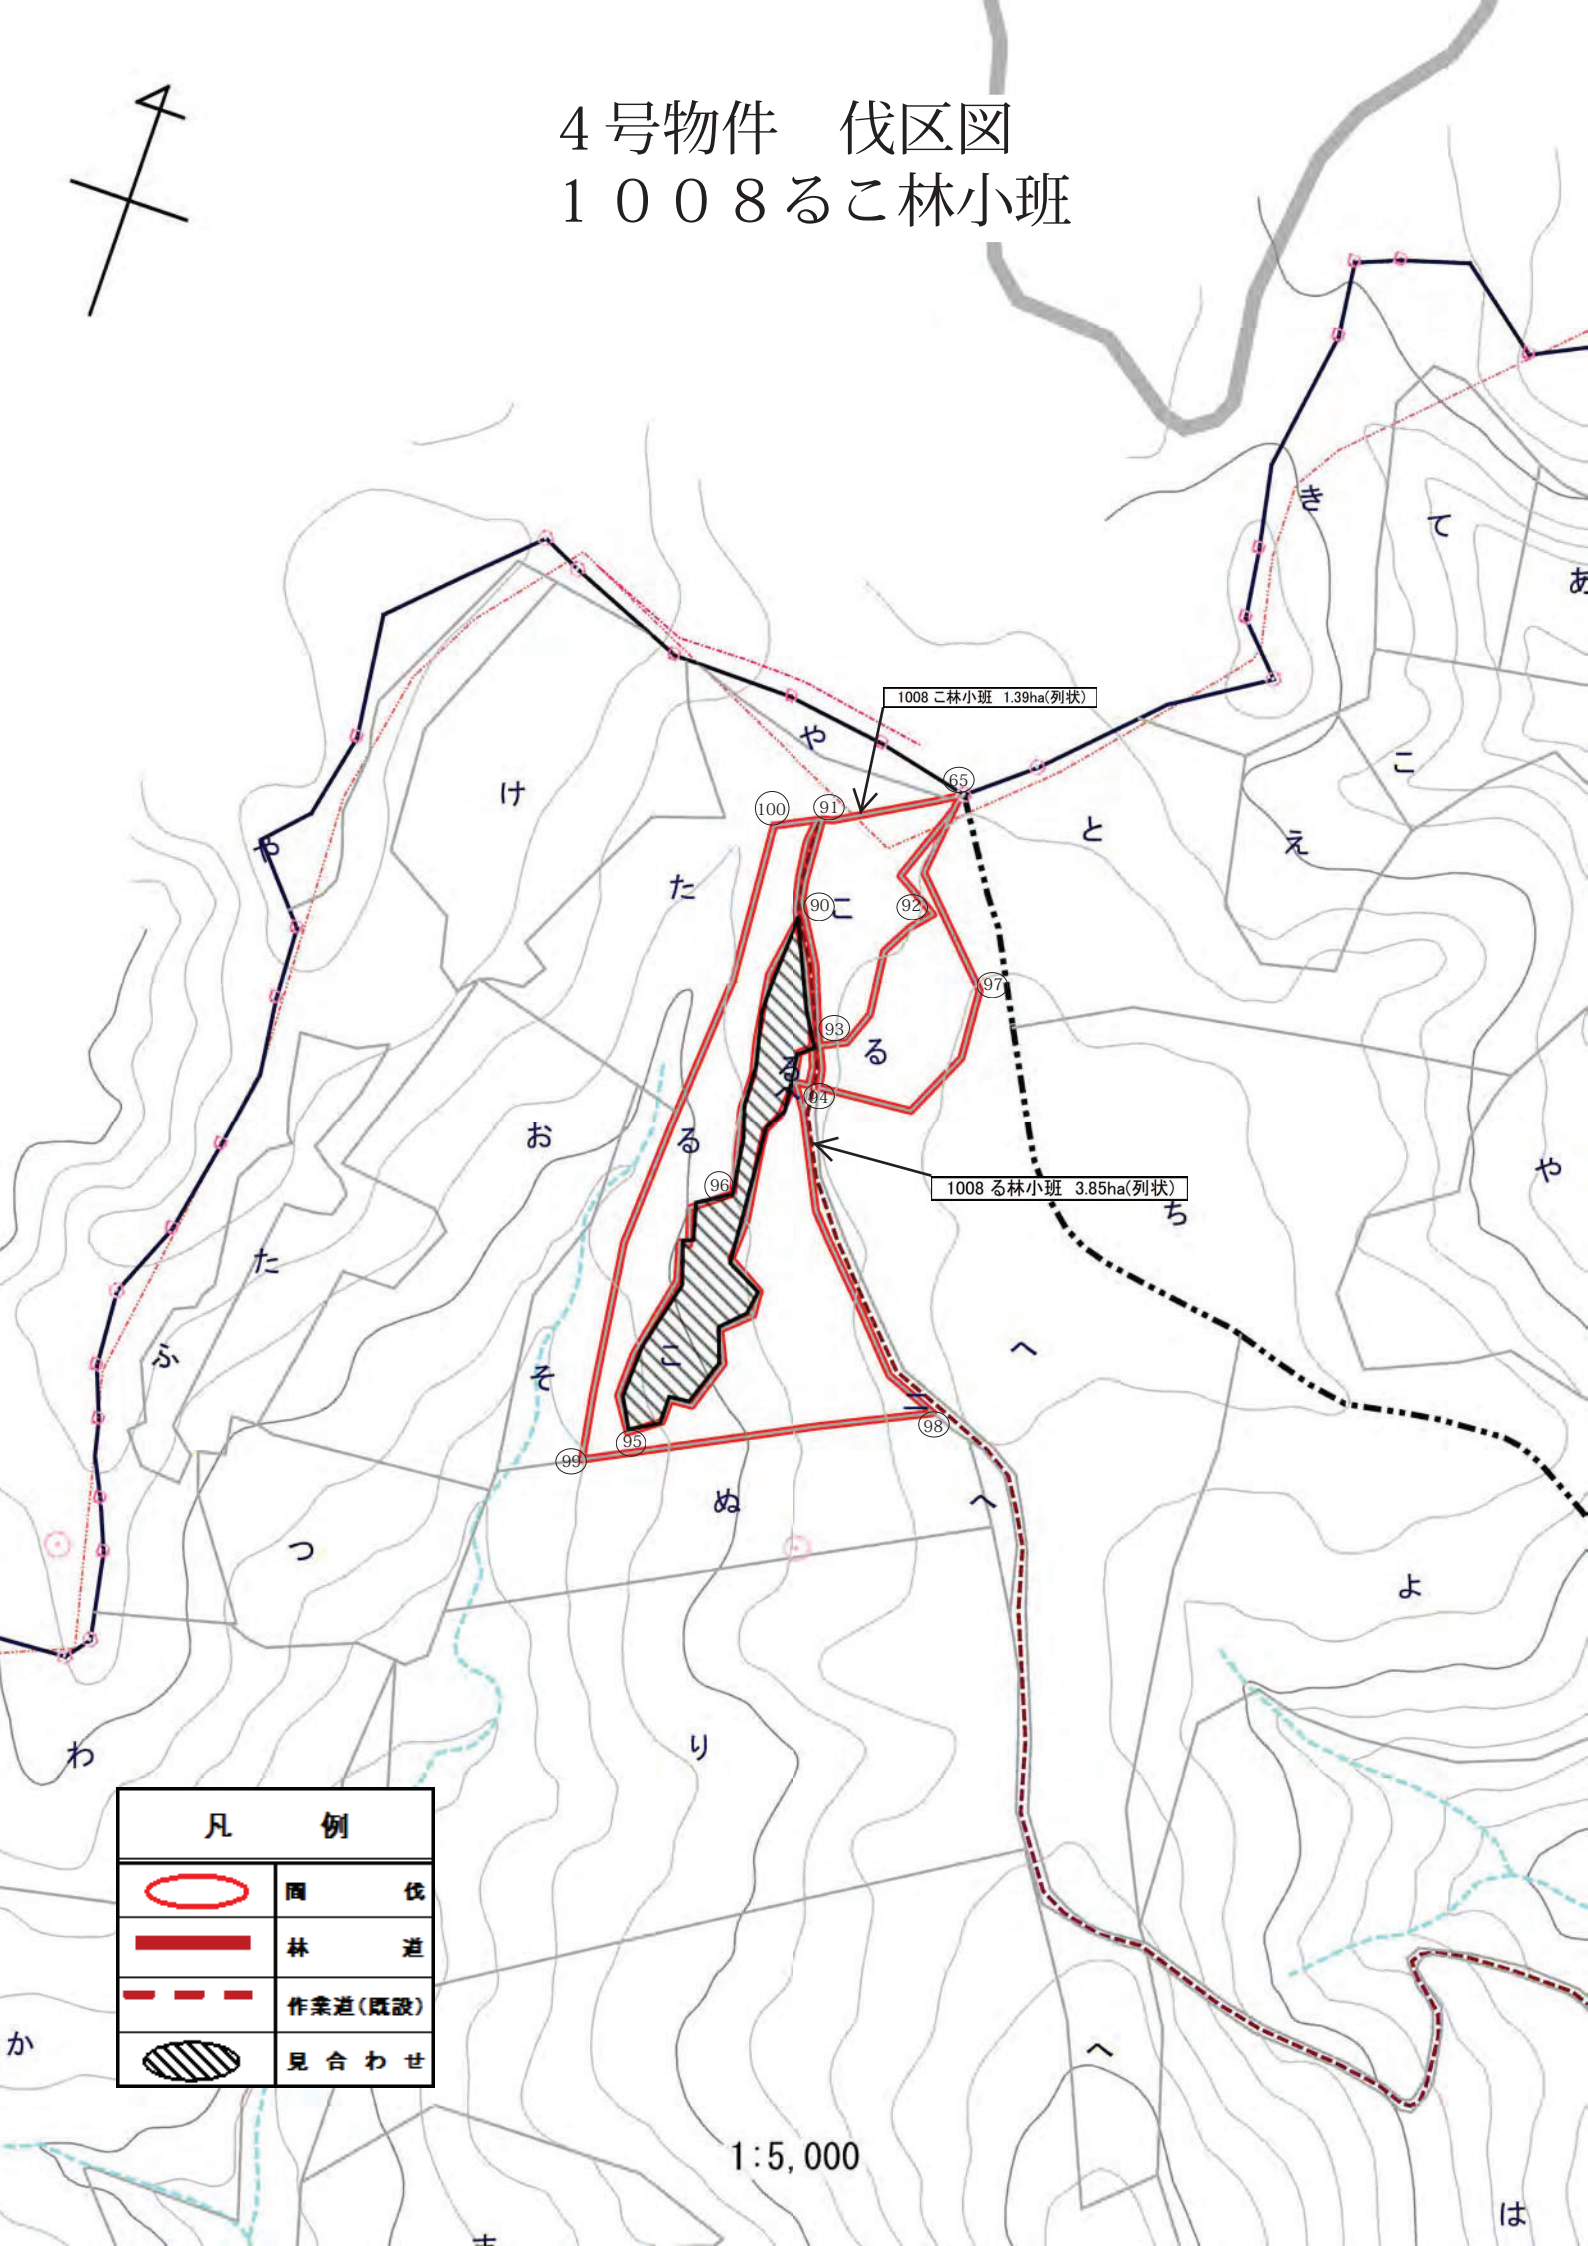 4号物件　伐区図
1008るこ林小班
き
て
あ
1008 こ林小班 1.39ha(列状)
や
こ
け
65
100
91
と
え
や
た
90
こ
92
97
93
る
る
へ
94
お
る
や
96
1008 る林小班 3.85ha(列状)
ち
た
へ
ふ
こ
そ
ニ
98
95
99
ぬ
へ
つ
よ
り
わ
凡　例
間　伐
林　道
作業道(既設)
見合わせ
か
へ
1:5,000
は